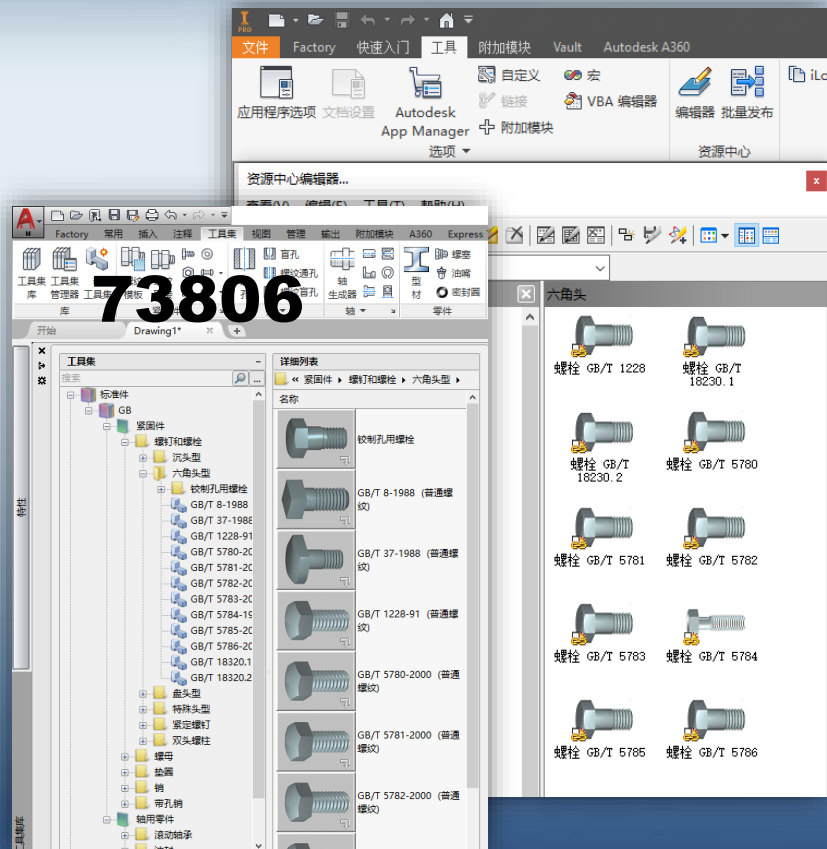 PRO
文件 Factory 快速入门 工具 附加模块 Vault Autodesk A360
应用程序选项 文档设置 Autodesk App Manager
自定义
链接
附加模块
宏
VBA 编辑器
编辑器 批量发布
选项
资源中心
资源中心编辑器...
A
Factory 常用 插入 注释 工具集 视图 管理 输出 附加模块 A360 Express
工具集库
工具集管理器
盲孔
螺纹通孔
轴生成器
型材
螺塞
油嘴
密封圈
库
轴
零件
73806
开始 Drawing1*
工具集
搜索
标准件
GB
紧固件
螺钉和螺栓
沉头型
六角头型
铰制孔用螺栓
GB/T 8-1988
GB/T 37-1988
GB/T 1228-91
GB/T 5780-20
GB/T 5781-20
GB/T 5782-20
GB/T 5783-20
GB/T 5784-19
GB/T 5785-20
GB/T 5786-20
GB/T 18320.1
GB/T 18320.2
盘头型
特殊头型
紧定螺钉
双头螺柱
螺母
垫圈
销
带孔销
轴用零件
滚动轴承
特性
详细列表
« 紧固件 螺钉和螺栓 六角头型
名称
铰制孔用螺栓
GB/T 8-1988 (普通螺
纹)
GB/T 37-1988 (普通螺
纹)
GB/T 1228-91 (普通螺
纹)
GB/T 5780-2000 (普通
螺纹)
GB/T 5781-2000 (普通
螺纹)
GB/T 5782-2000 (普通
螺纹)
六角头
螺栓 GB/T 1228
螺栓 GB/T
18230.1
螺栓 GB/T
18230.2
螺栓 GB/T 5780
螺栓 GB/T 5781
螺栓 GB/T 5782
螺栓 GB/T 5783
螺栓 GB/T 5784
螺栓 GB/T 5785
螺栓 GB/T 5786